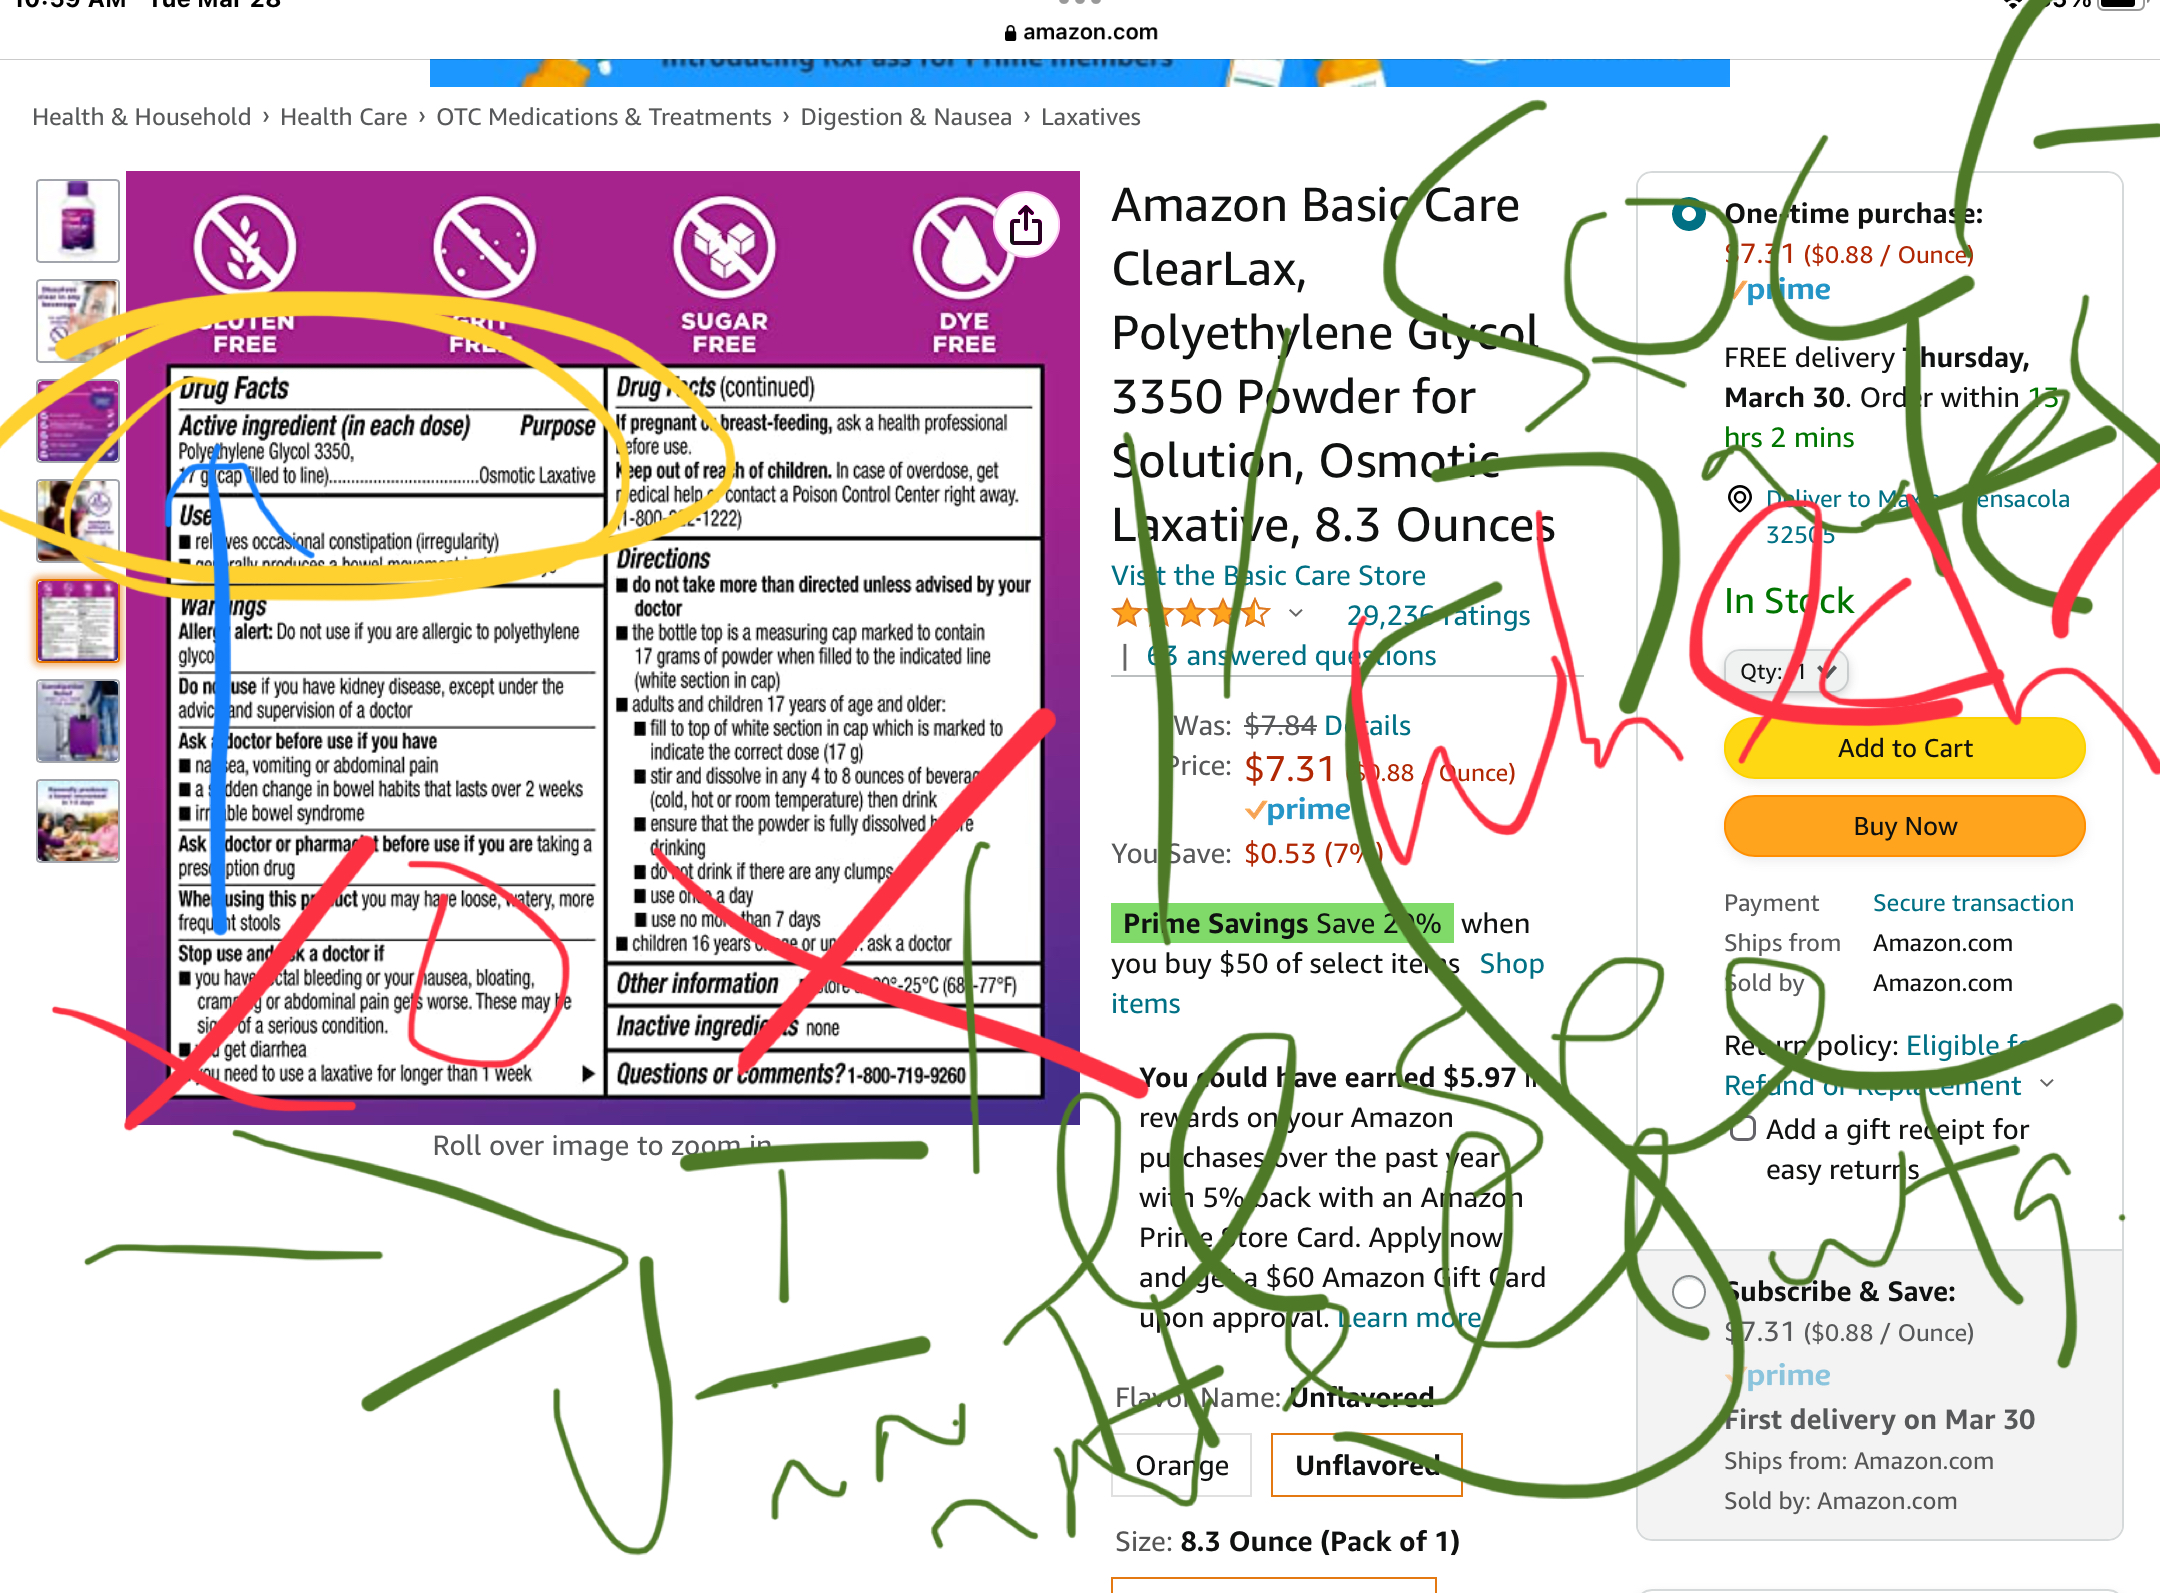 10:59 AM Tue Mar 28
amazon.com
Introducing RxPass for Prime members
Health & Household › Health Care › OTC Medications & Treatments › Digestion & Nausea › Laxatives
GLUTEN FREE
GRIT FREE
SUGAR FREE
DYE FREE
Drug Facts
Active ingredient (in each dose) Purpose
Polyethylene Glycol 3350,
17 g (cap filled to line)....................................Osmotic Laxative
Use
■ relieves occasional constipation (irregularity)
■ generally produces a bowel movement in
Warnings
Allergy alert: Do not use if you are allergic to polyethylene
glycol
Do not use if you have kidney disease, except under the
advice and supervision of a doctor
Ask a doctor before use if you have
■ nausea, vomiting or abdominal pain
■ a sudden change in bowel habits that lasts over 2 weeks
■ irritable bowel syndrome
Ask a doctor or pharmacist before use if you are taking a
prescription drug
When using this product you may have loose, watery, more
frequent stools
Stop use and ask a doctor if
■ you have rectal bleeding or your nausea, bloating,
cramping or abdominal pain gets worse. These may be
signs of a serious condition.
■ you get diarrhea
■ you need to use a laxative for longer than 1 week
Drug Facts (continued)
If pregnant or breast-feeding, ask a health professional
before use.
Keep out of reach of children. In case of overdose, get
medical help or contact a Poison Control Center right away.
(1-800-222-1222)
Directions
■ do not take more than directed unless advised by your
doctor
■ the bottle top is a measuring cap marked to contain
17 grams of powder when filled to the indicated line
(white section in cap)
■ adults and children 17 years of age and older:
■ fill to top of white section in cap which is marked to
indicate the correct dose (17 g)
■ stir and dissolve in any 4 to 8 ounces of beverage
(cold, hot or room temperature) then drink
■ ensure that the powder is fully dissolved before
drinking
■ do not drink if there are any clumps
■ use once a day
■ use no more than 7 days
■ children 16 years of age or under: ask a doctor
Other information ■ store at 20°-25°C (68°-77°F)
Inactive ingredients none
Questions or comments? 1-800-719-9260
Roll over image to zoom in
Amazon Basic Care
ClearLax,
Polyethylene Glycol
3350 Powder for
Solution, Osmotic
Laxative, 8.3 Ounces
Visit the Basic Care Store
29,236 ratings
| 63 answered questions
Was: $7.84 Details
Price: $7.31 ($0.88 / Ounce)
prime
You Save: $0.53 (7%)
Prime Savings Save 20% when
you buy $50 of select items Shop
items
You could have earned $5.97 in
rewards on your Amazon
purchases over the past year
with 5% back with an Amazon
Prime Store Card. Apply now
and get a $60 Amazon Gift Card
upon approval. Learn more
Flavor Name: Unflavored
Orange
Unflavored
Size: 8.3 Ounce (Pack of 1)
One-time purchase:
$7.31 ($0.88 / Ounce)
prime
FREE delivery Thursday,
March 30. Order within 13
hrs 2 mins
Deliver to Pensacola
32505
In Stock
Qty: 1
Add to Cart
Buy Now
Payment Secure transaction
Ships from Amazon.com
Sold by Amazon.com
Return policy: Eligible for
Refund or Replacement
Add a gift receipt for
easy returns
Subscribe & Save:
$7.31 ($0.88 / Ounce)
prime
First delivery on Mar 30
Ships from: Amazon.com
Sold by: Amazon.com